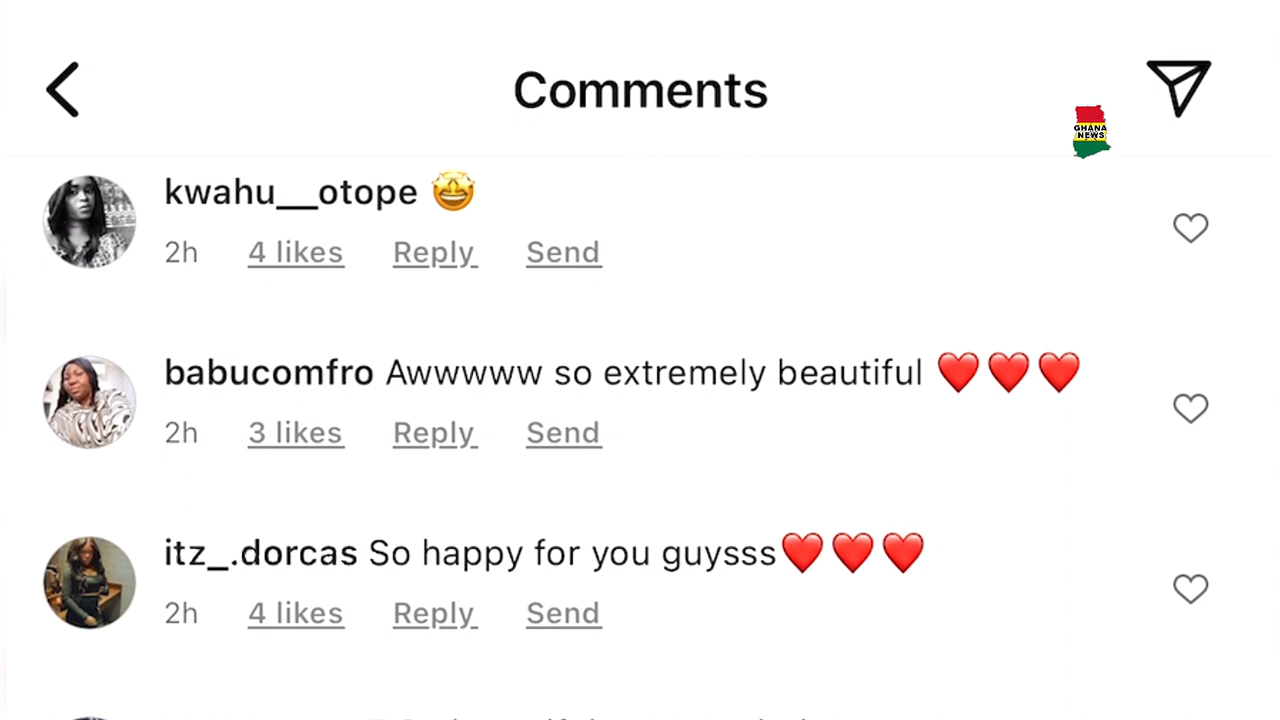 Comments
GHANA
NEWS
kwahu__otope 🤩
2h 4 likes Reply Send
babucomfro Awwwww so extremely beautiful ❤️❤️❤️
2h 3 likes Reply Send
itz_.dorcas So happy for you guysss❤️❤️❤️
2h 4 likes Reply Send